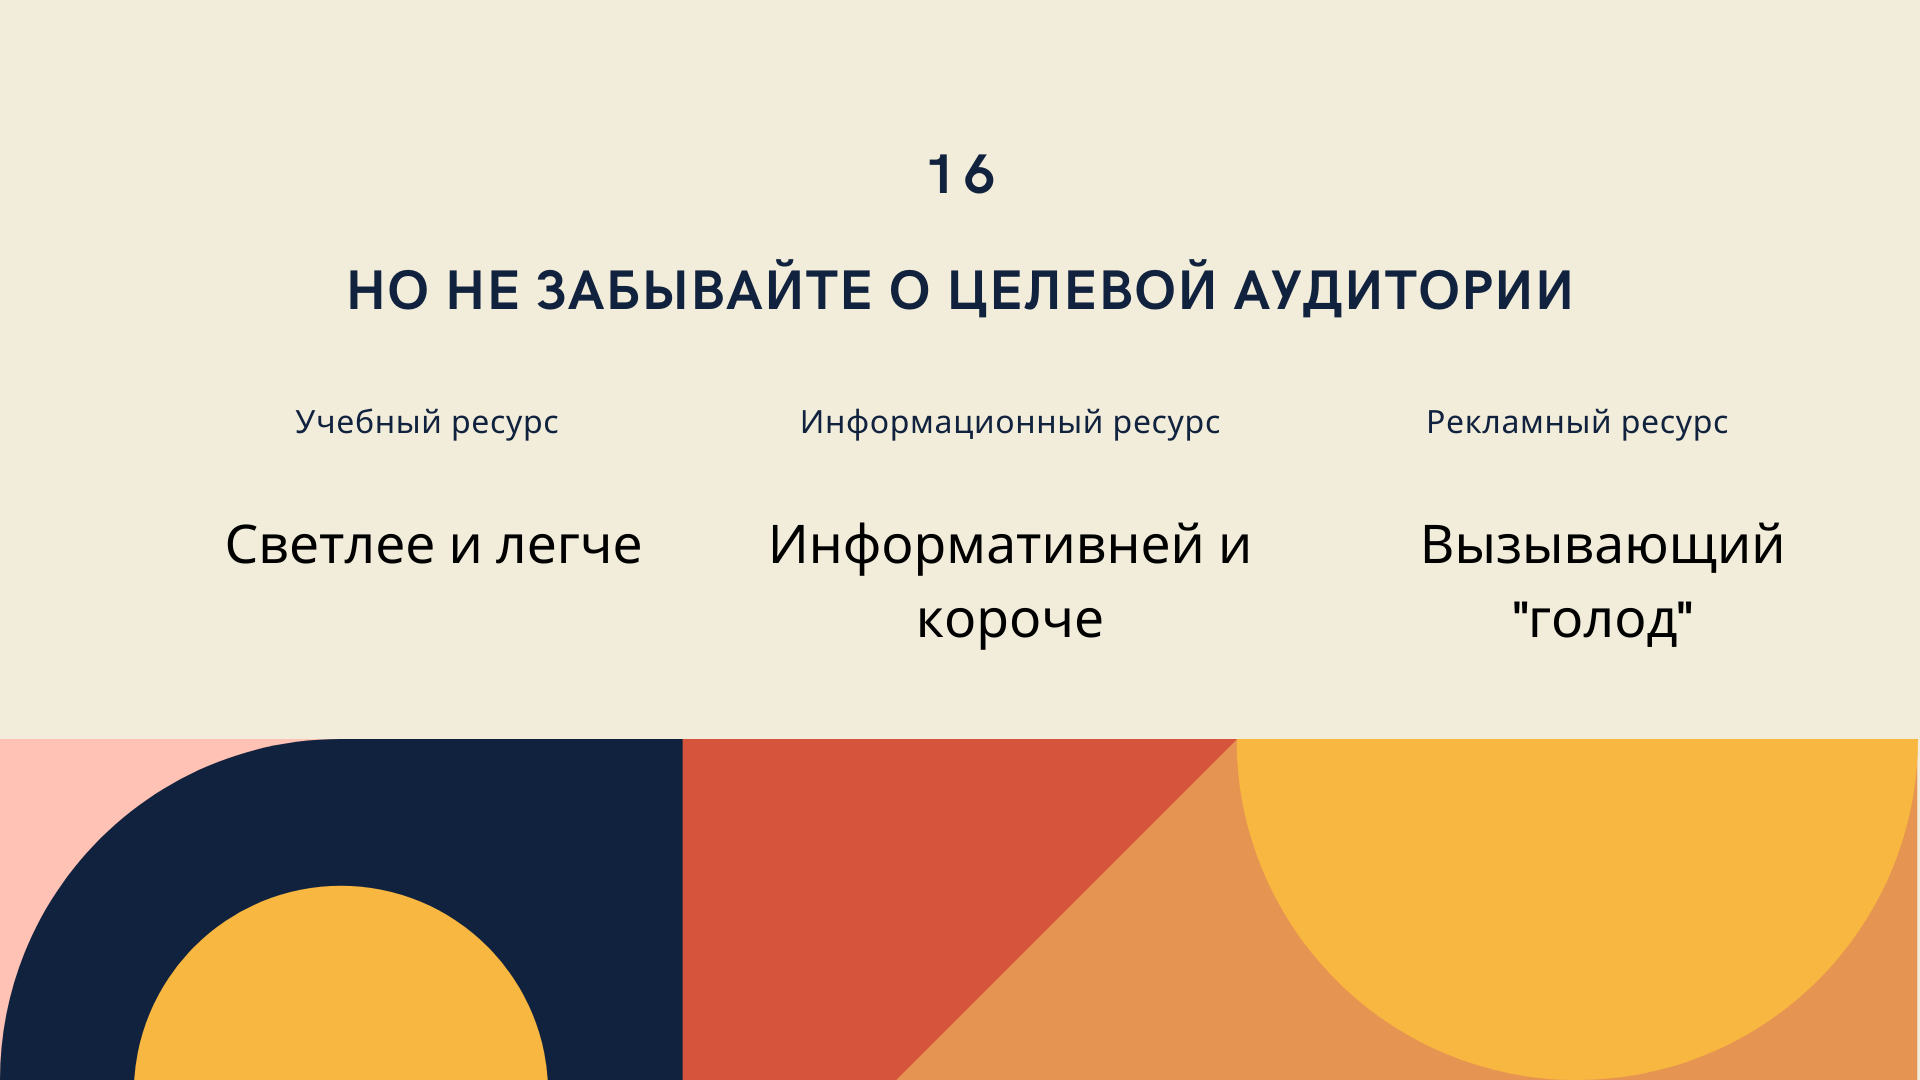 16
НО НЕ ЗАБЫВАЙТЕ О ЦЕЛЕВОЙ АУДИТОРИИ
Учебный ресурс
Светлее и легче
Информационный ресурс
Информативней и
короче
Рекламный ресурс
Вызывающий
"голод"